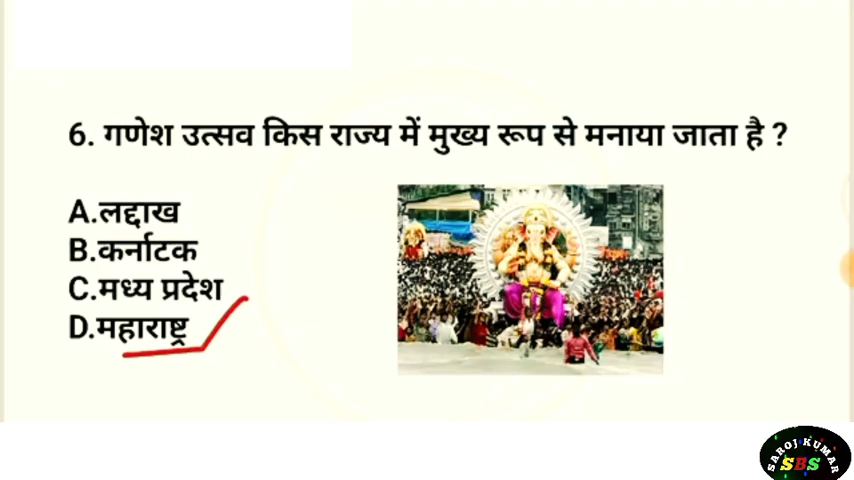 6. गणेश उत्सव किस राज्य में मुख्य रूप से मनाया जाता है ?
A.लद्दाख
B.कर्नाटक
C.मध्य प्रदेश
D.महाराष्ट्र
SAROJ KUMAR
SBS